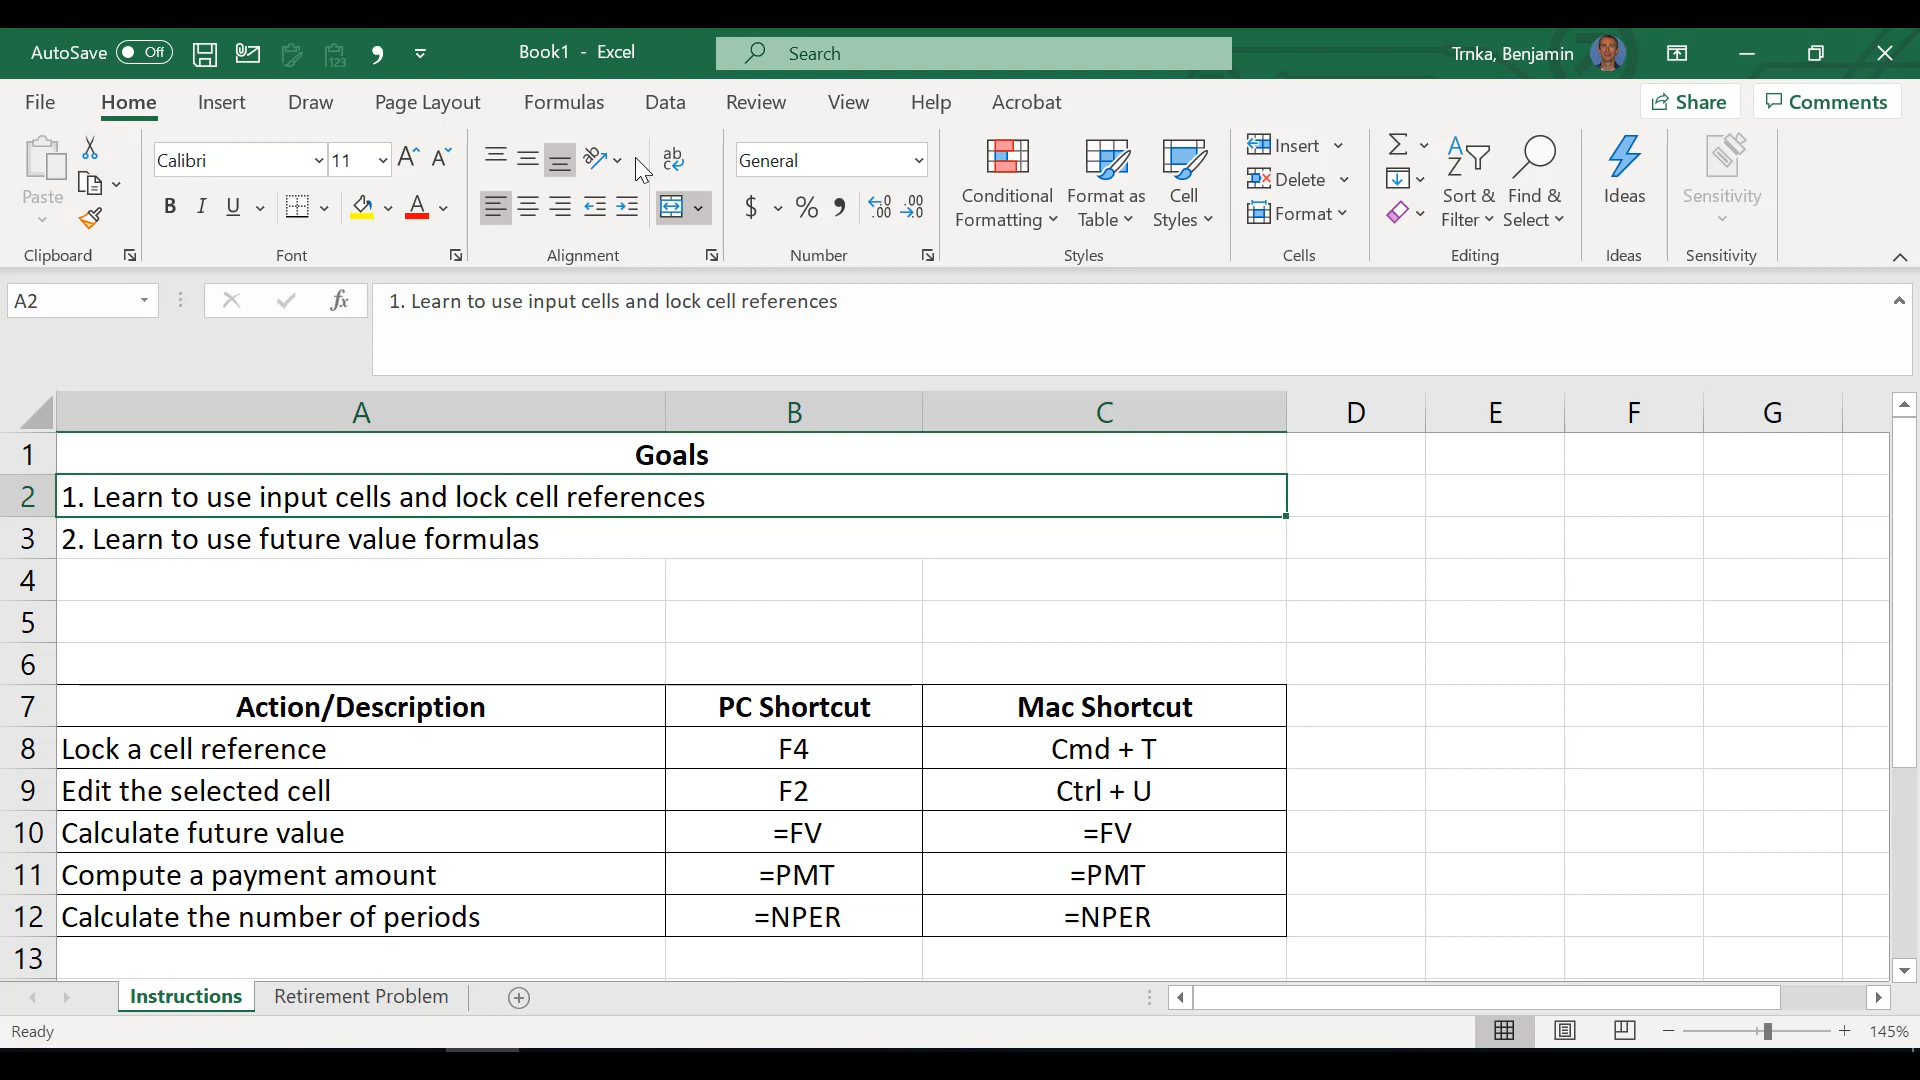 AutoSave Off Book1 - Excel Search Trnka, Benjamin
File Home Insert Draw Page Layout Formulas Data Review View Help Acrobat Share Comments
Paste Calibri 11 General Conditional Formatting Format as Table Cell Styles Insert Delete Format Sort & Filter Find & Select Ideas Sensitivity
Clipboard Font Alignment Number Styles Cells Editing Ideas Sensitivity
A2 fx 1. Learn to use input cells and lock cell references
A B C D E F G
1 Goals
2 1. Learn to use input cells and lock cell references
3 2. Learn to use future value formulas
4
5
6
7 Action/Description PC Shortcut Mac Shortcut
8 Lock a cell reference F4 Cmd + T
9 Edit the selected cell F2 Ctrl + U
10 Calculate future value =FV =FV
11 Compute a payment amount =PMT =PMT
12 Calculate the number of periods =NPER =NPER
13
Instructions Retirement Problem
Ready 145%